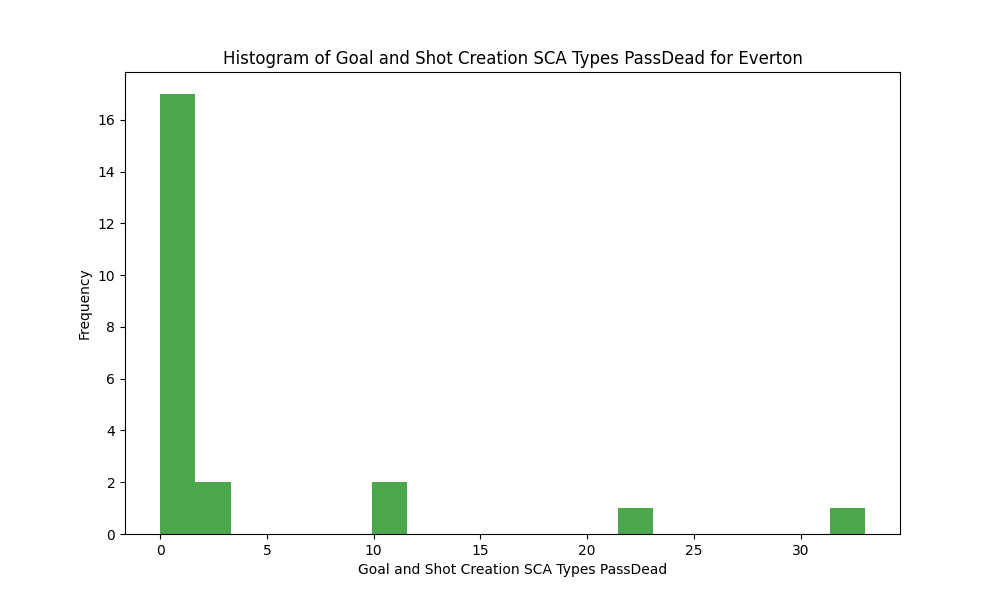 Histogram of Goal and Shot Creation SCA Types PassDead for Everton
Frequency
16
14
12
10
8
6
4
2
0
0 5 10 15 20 25 30
Goal and Shot Creation SCA Types PassDead